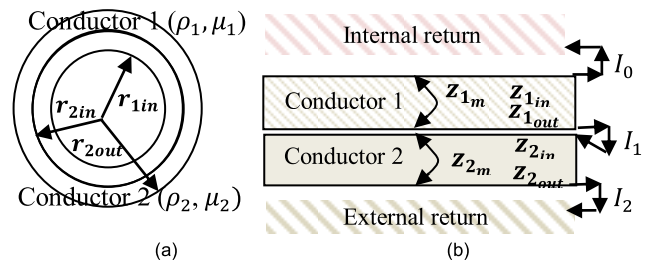 Conductor 1 (ρ₁, μ₁)
r₂ᵢₙ
r₁ᵢₙ
r₂ₒᵤₜ
Conductor 2 (ρ₂, μ₂)
(a)
Internal return
I₀
Conductor 1
z₁ₘ
z₁ᵢₙ
z₁ₒᵤₜ
I₁
Conductor 2
z₂ₘ
z₂ᵢₙ
z₂ₒᵤₜ
I₂
External return
(b)